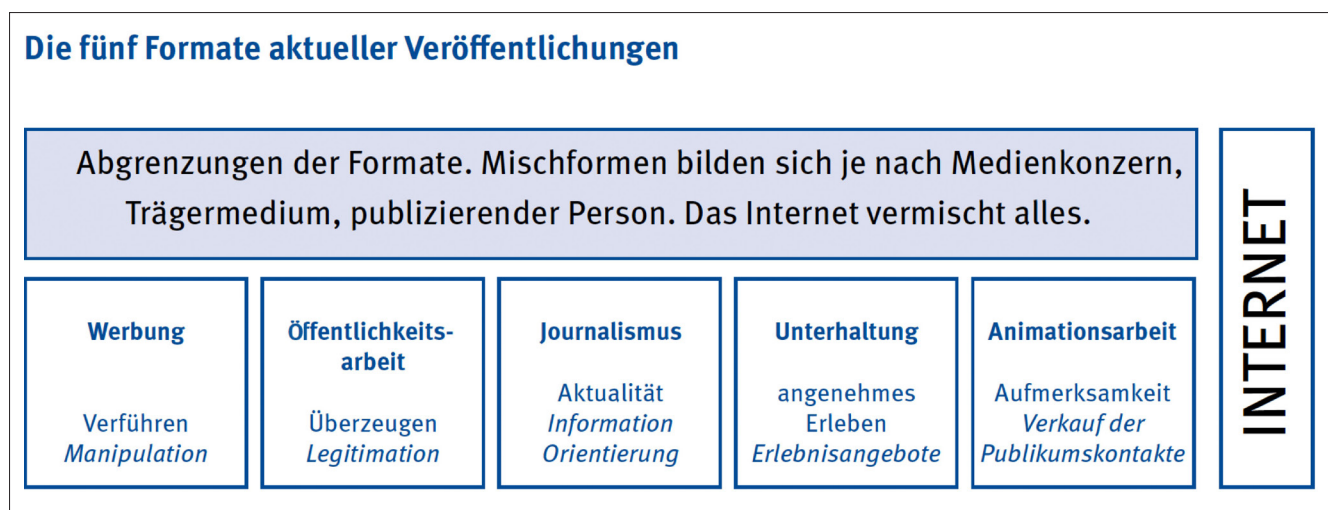 Die fünf Formate aktueller Veröffentlichungen
Abgrenzungen der Formate. Mischformen bilden sich je nach Medienkonzern,
Trägermedium, publizierender Person. Das Internet vermischt alles.
Werbung
Verführen
Manipulation
Öffentlichkeits-
arbeit
Überzeugen
Legitimation
Journalismus
Aktualität
Information
Orientierung
Unterhaltung
angenehmes
Erleben
Erlebnisangebote
Animationsarbeit
Aufmerksamkeit
Verkauf der
Publikumskontakte
INTERNET